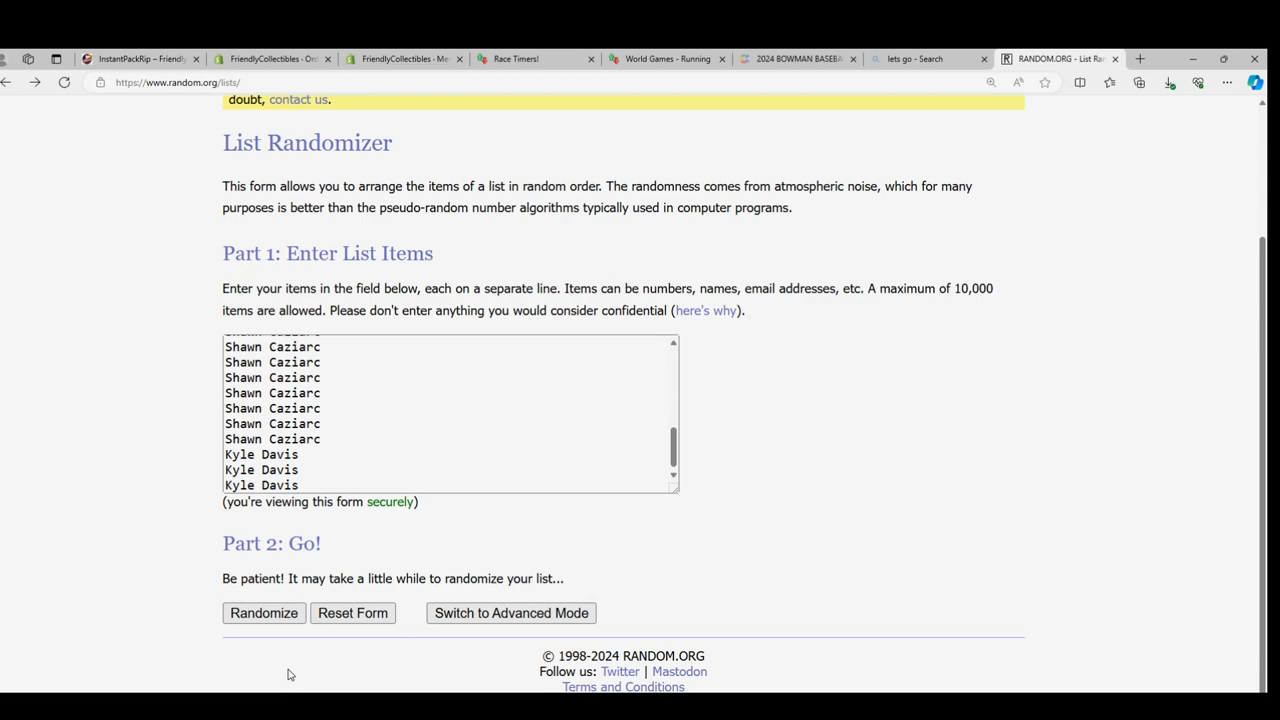 InstantPackRip – Friendly
FriendlyCollectibles - Ord
FriendlyCollectibles - Me
Race Timers!
World Games - Running
2024 BOWMAN BASEBA
lets go - Search
RANDOM.ORG - List Ran
https://www.random.org/lists/
doubt, contact us.
List Randomizer
This form allows you to arrange the items of a list in random order. The randomness comes from atmospheric noise, which for many
purposes is better than the pseudo-random number algorithms typically used in computer programs.
Part 1: Enter List Items
Enter your items in the field below, each on a separate line. Items can be numbers, names, email addresses, etc. A maximum of 10,000
items are allowed. Please don't enter anything you would consider confidential (here's why).
Shawn Caziarc
Shawn Caziarc
Shawn Caziarc
Shawn Caziarc
Shawn Caziarc
Shawn Caziarc
Shawn Caziarc
Kyle Davis
Kyle Davis
Kyle Davis
(you're viewing this form securely)
Part 2: Go!
Be patient! It may take a little while to randomize your list...
Randomize Reset Form Switch to Advanced Mode
© 1998-2024 RANDOM.ORG
Follow us: Twitter | Mastodon
Terms and Conditions